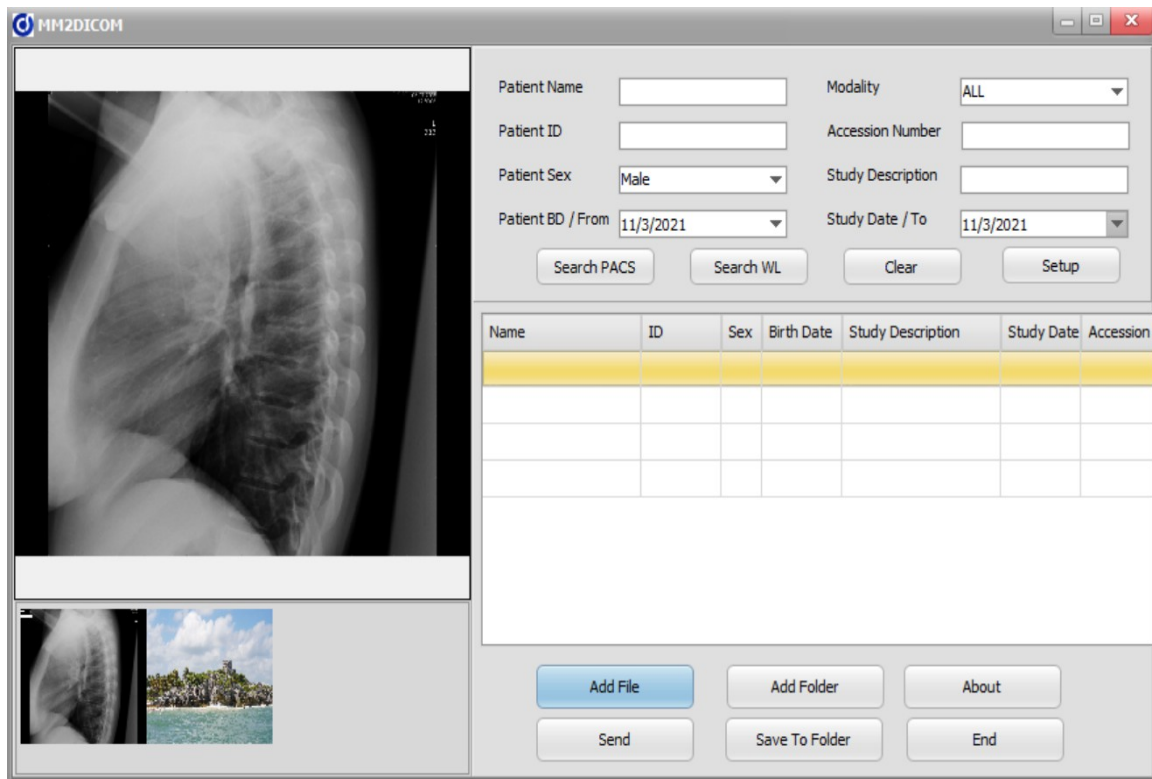 MM2DICOM
Patient Name
Modality ALL
Patient ID
Accession Number
Patient Sex Male
Study Description
Patient BD / From 11/3/2021
Study Date / To 11/3/2021
Search PACS Search WL Clear Setup
Name ID Sex Birth Date Study Description Study Date Accession
Add File Add Folder About
Send Save To Folder End